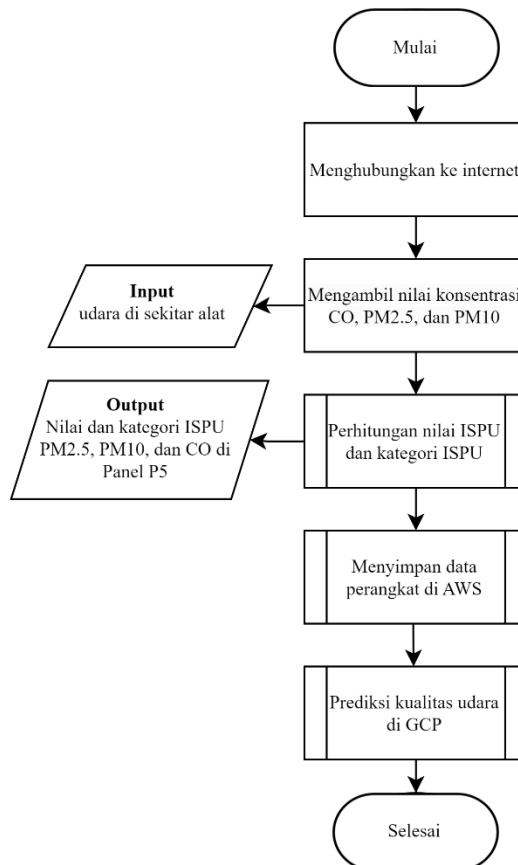 Mulai
Menghubungkan ke internet
Input
udara di sekitar alat
Mengambil nilai konsentrasi
CO, PM2.5, dan PM10
Output
Nilai dan kategori ISPU
PM2.5, PM10, dan CO di
Panel P5
Perhitungan nilai ISPU
dan kategori ISPU
Menyimpan data
perangkat di AWS
Prediksi kualitas udara
di GCP
Selesai